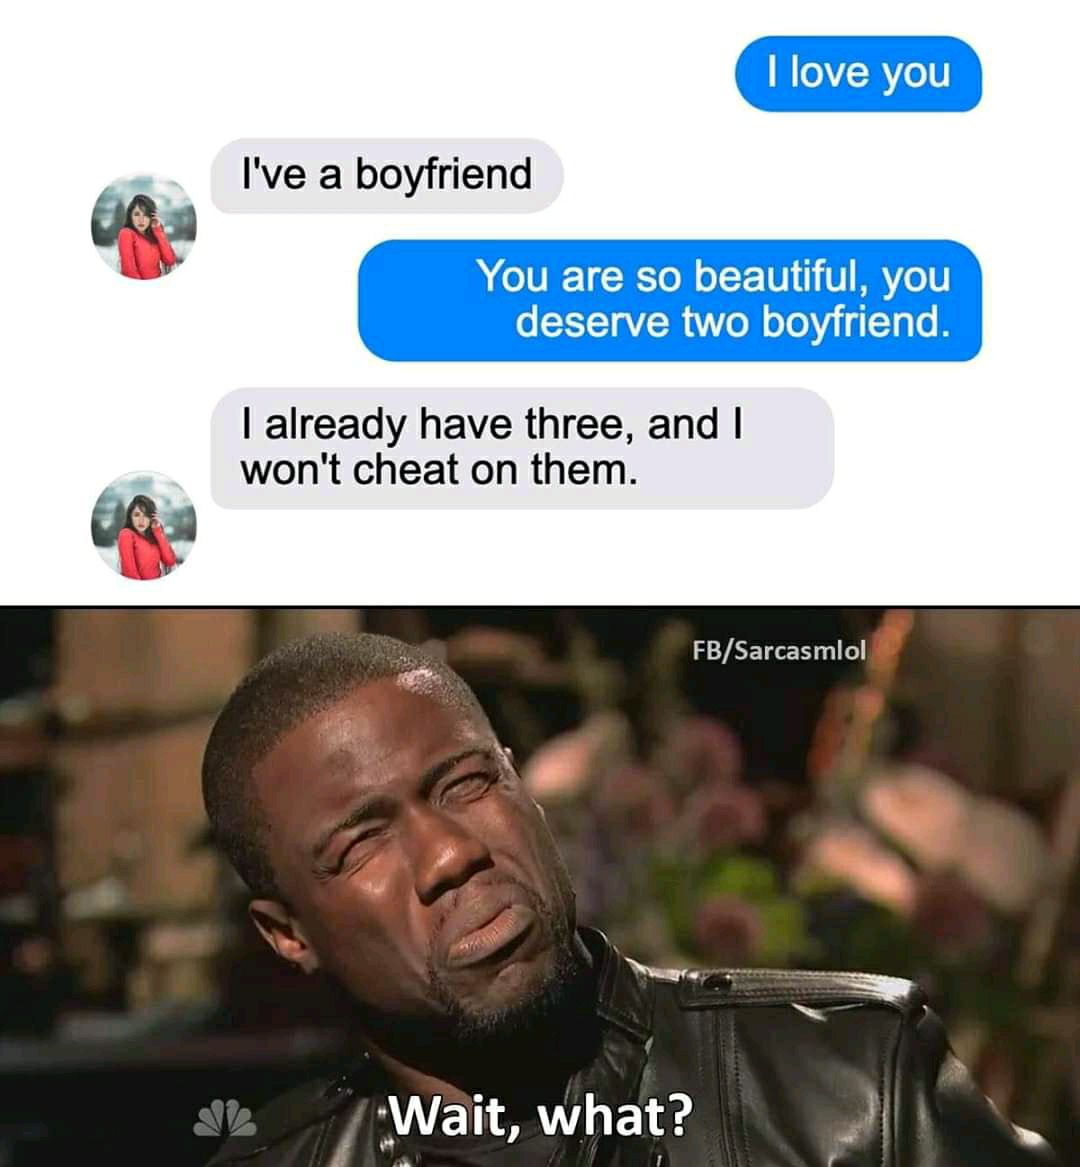 I love you
I've a boyfriend
You are so beautiful, you
deserve two boyfriend.
I already have three, and I
won't cheat on them.
FB/Sarcasmlol
Wait, what?